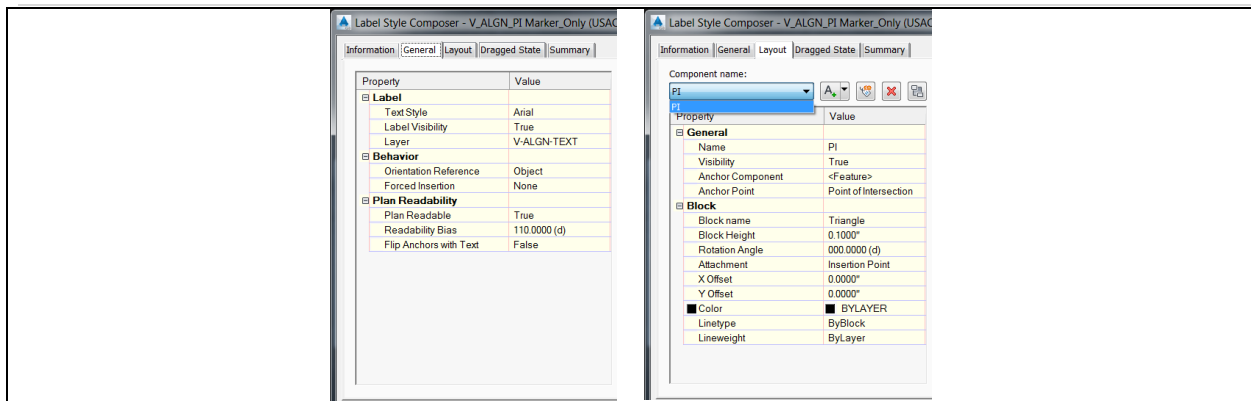 Label Style Composer - V_ALGN_PI Marker_Only (USAC
Information General Layout Dragged State Summary
Property Value
Label
Text Style Arial
Label Visibility True
Layer V-ALGN-TEXT
Behavior
Orientation Reference Object
Forced Insertion None
Plan Readability
Plan Readable True
Readability Bias 110.0000 (d)
Flip Anchors with Text False
Label Style Composer - V_ALGN_PI Marker_Only (USAC
Information General Layout Dragged State Summary
Component name:
PI
PI
Property Value
General
Name PI
Visibility True
Anchor Component <Feature>
Anchor Point Point of Intersection
Block
Block name Triangle
Block Height 0.1000"
Rotation Angle 000.0000 (d)
Attachment Insertion Point
X Offset 0.0000"
Y Offset 0.0000"
Color BYLAYER
Linetype ByBlock
Lineweight ByLayer